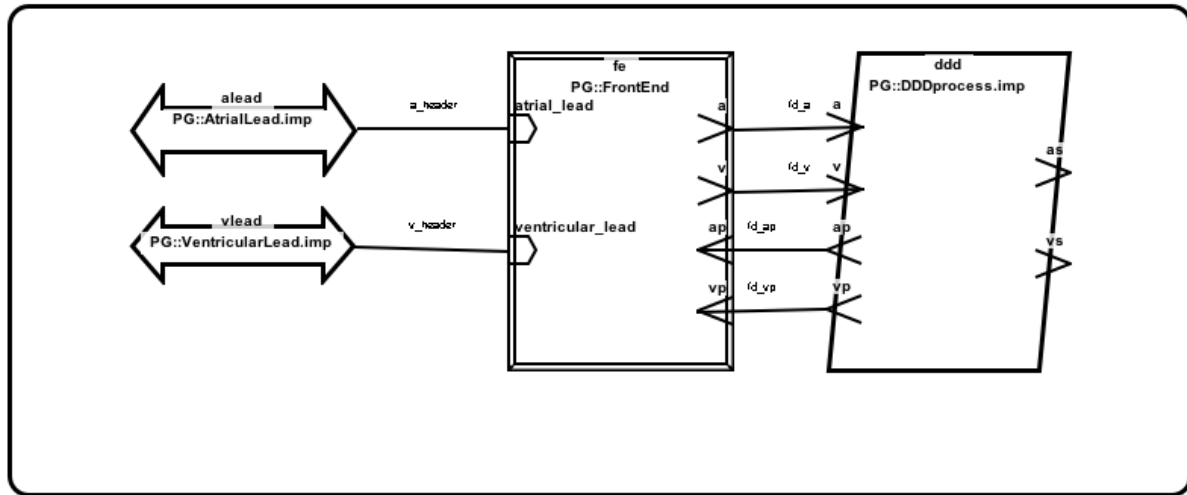 alead
PG::AtrialLead.imp
a_header
vlead
PG::VentricularLead.imp
v_header
fe
PG::FrontEnd
atrial_lead
ventricular_lead
a
v
ap
vp
fd_a
fd_v
fd_ap
fd_vp
ddd
PG::DDDprocess.imp
a
v
ap
vp
as
vs